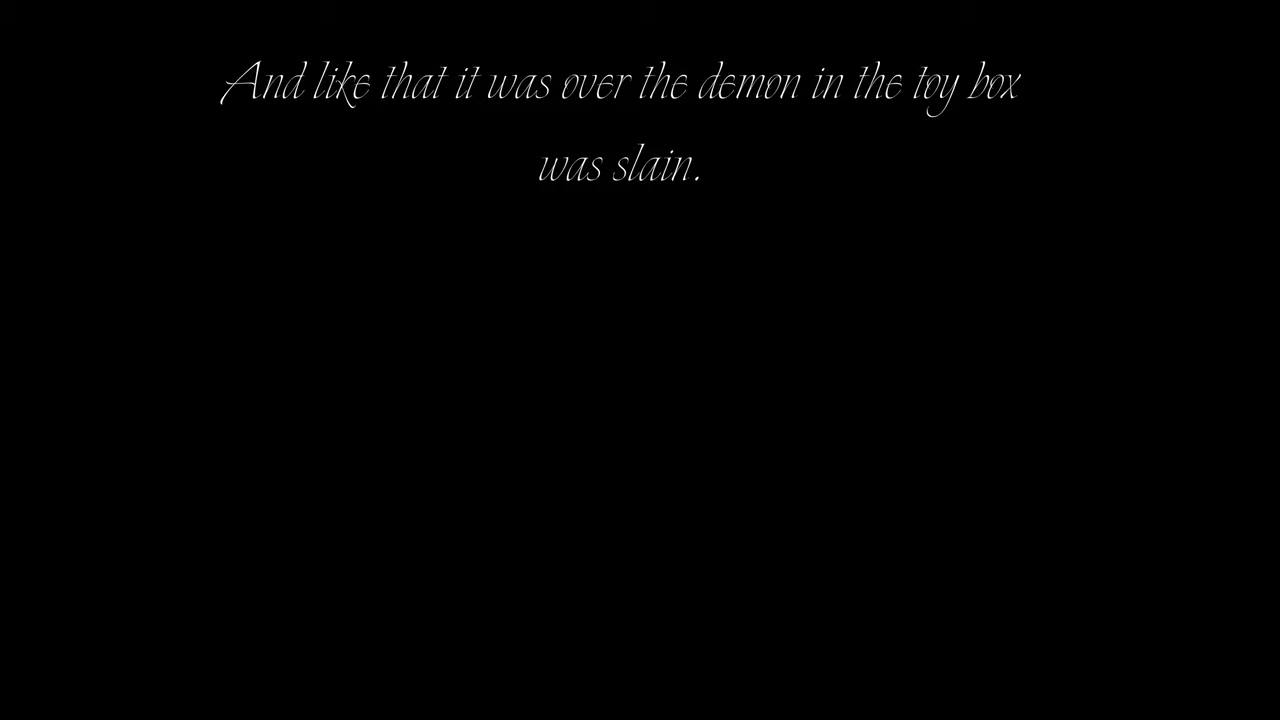 And like that it was over the demon in the toy box
was slain.